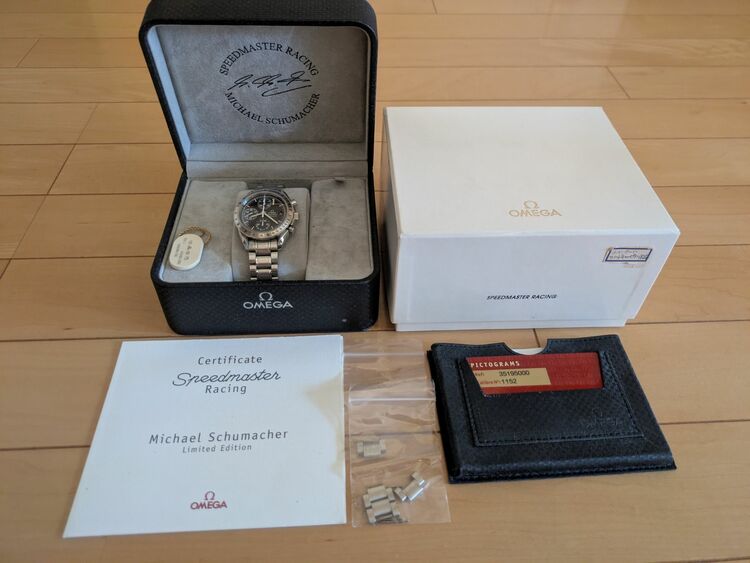 SPEEDMASTER RACING
MICHAEL SCHUMACHER
OMEGA
OMEGA
SPEEDMASTER RACING
Certificate
Speedmaster
Racing
Michael Schumacher
Limited Edition
OMEGA
PICTOGRAMS
35195000
1152